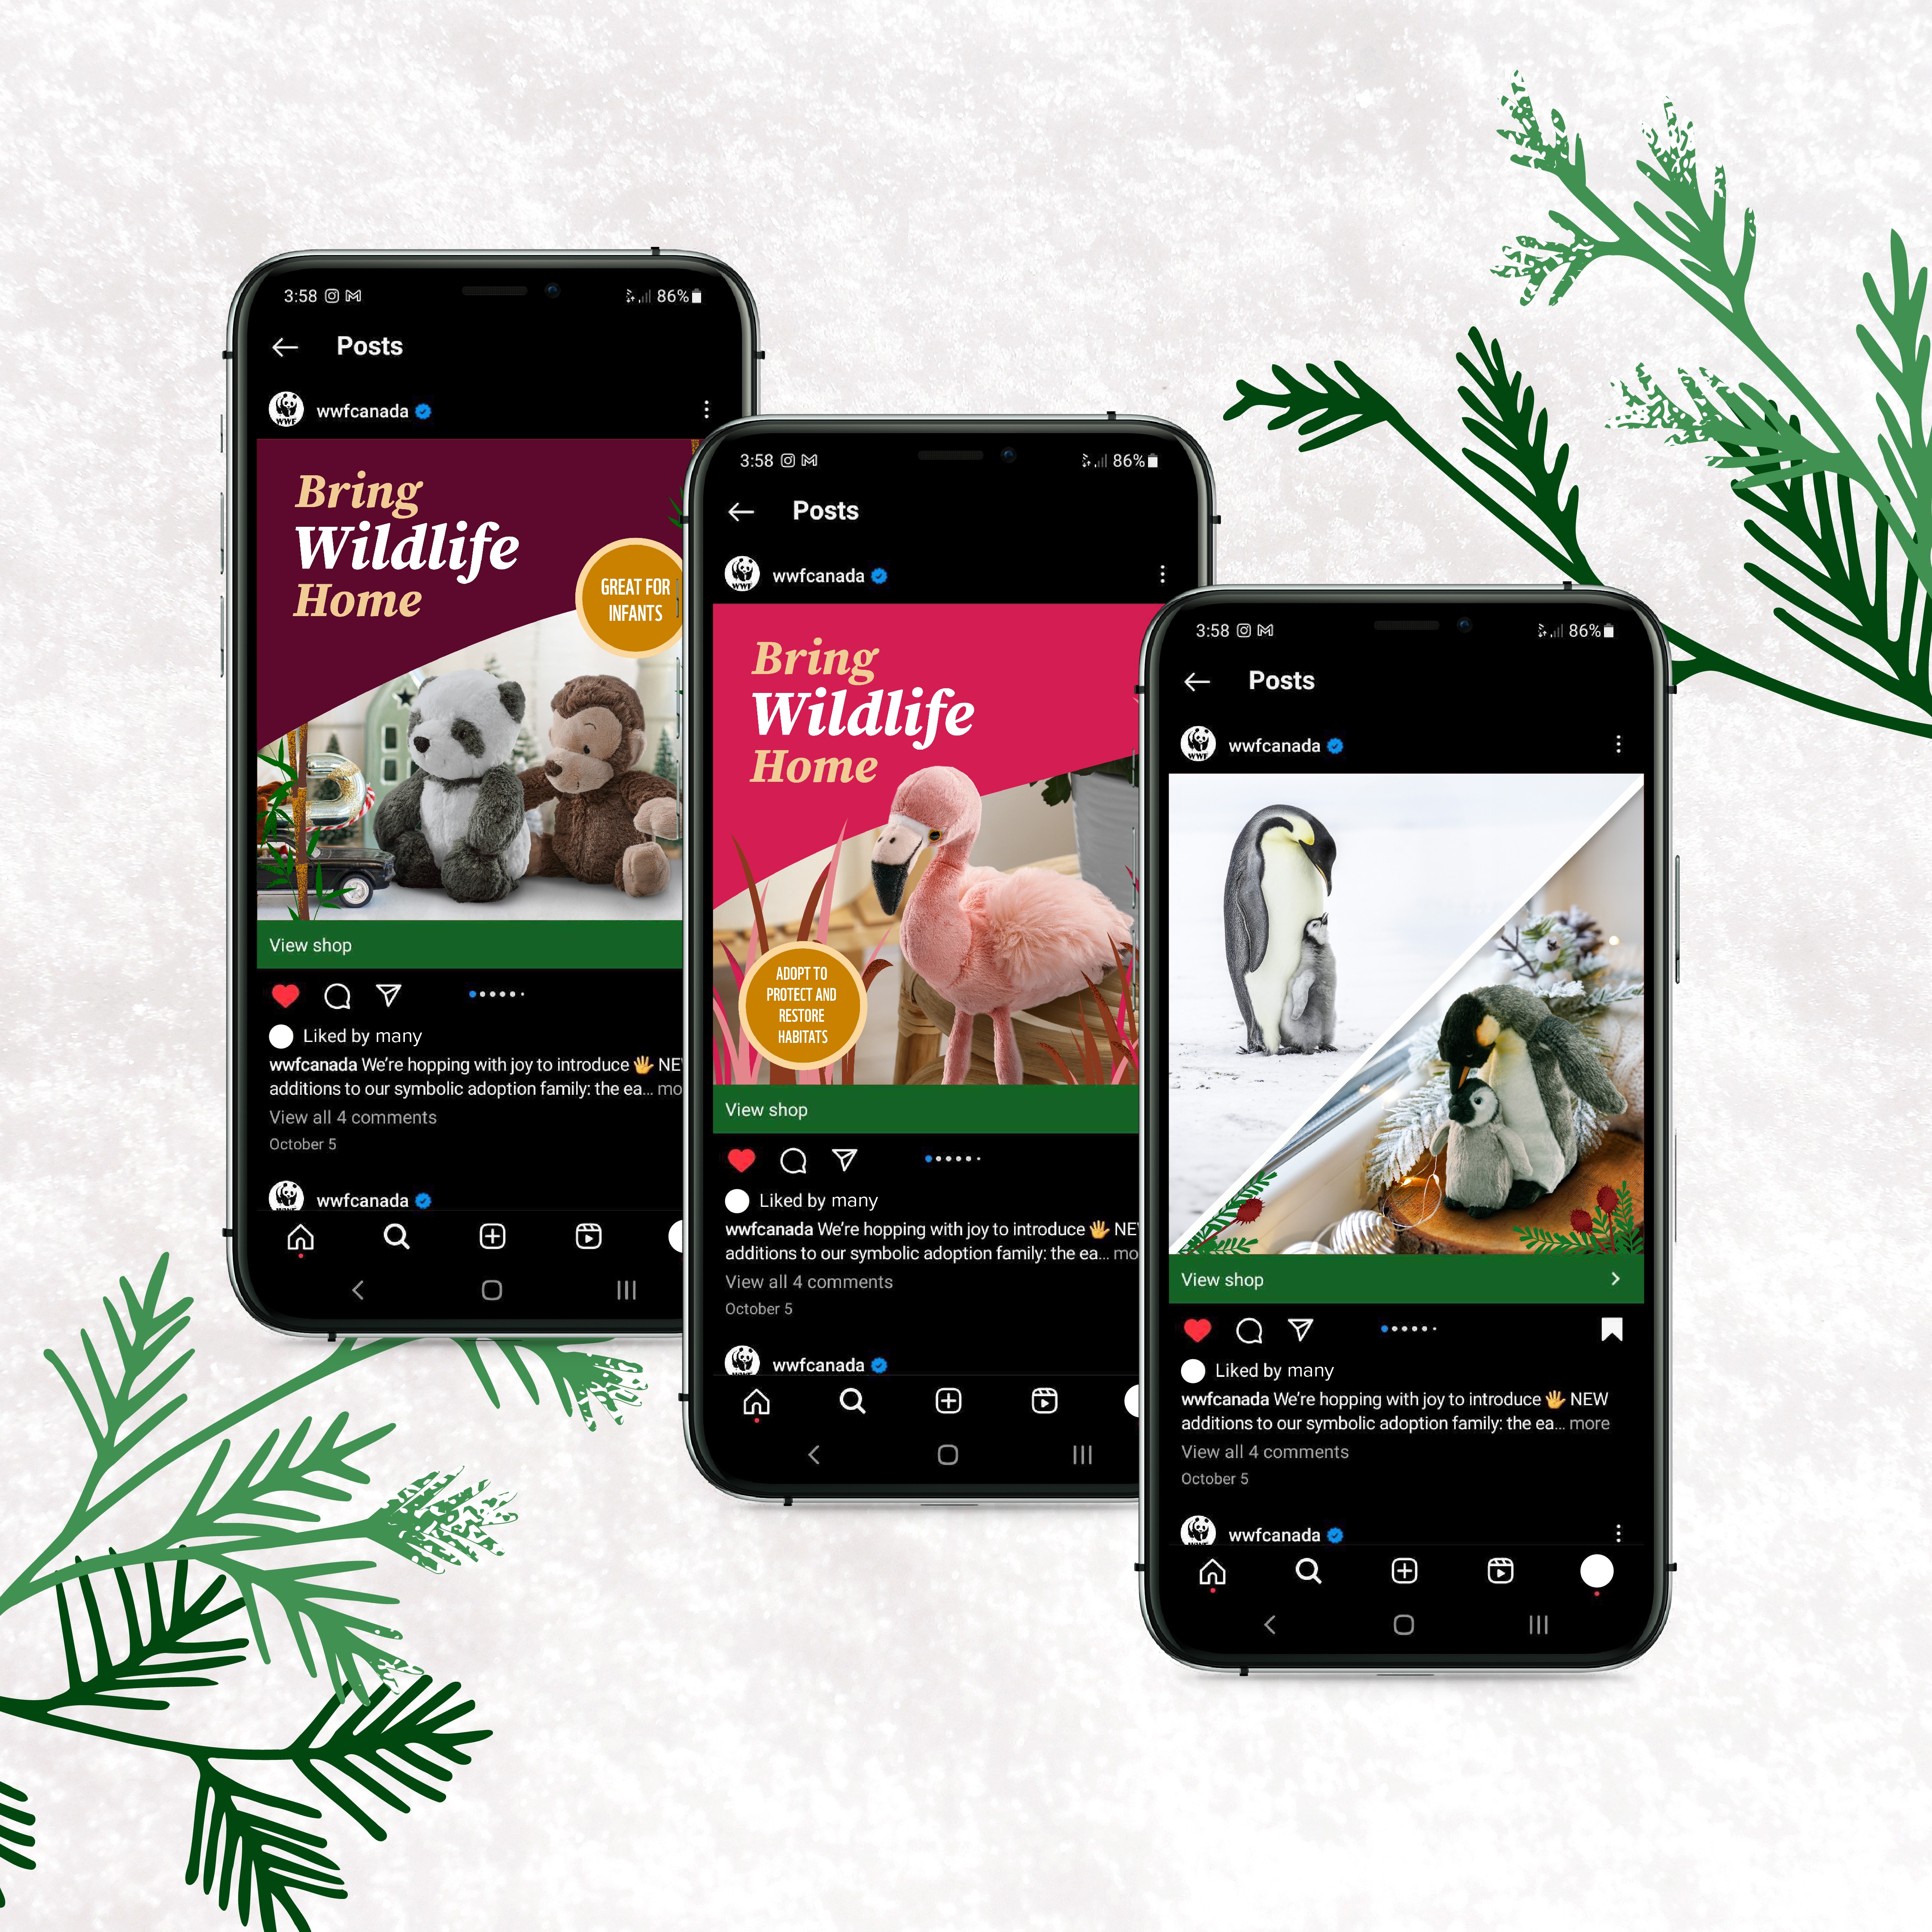 3:58
86%
Posts
wwfcanada
Bring
Wildlife
Home
GREAT FOR
INFANTS
View shop
Liked by many
wwfcanada We're hopping with joy to introduce 🖐 NE
additions to our symbolic adoption family: the ea... mo
View all 4 comments
October 5
WWF
wwfcanada
3:58
86%
Posts
wwfcanada
WWF
Bring
Wildlife
Home
ADOPT TO
PROTECT AND
RESTORE
HABITATS
View shop
Liked by many
wwfcanada We're hopping with joy to introduce 🖐 NE
additions to our symbolic adoption family: the ea... mo
View all 4 comments
October 5
wwfcanada
3:58
86%
Posts
wwfcanada
WWF
View shop
Liked by many
wwfcanada We're hopping with joy to introduce 🖐 NEW
additions to our symbolic adoption family: the ea... more
View all 4 comments
October 5
wwfcanada